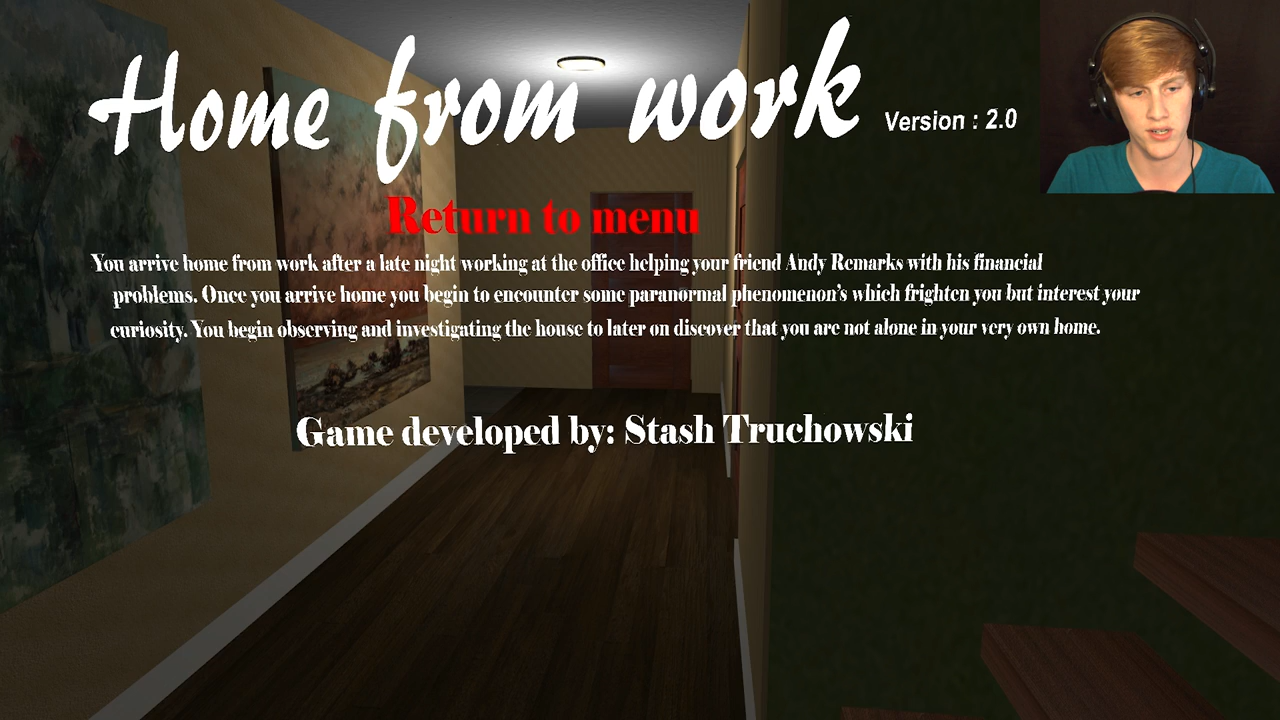 Home from work
Version : 2.0
Return to menu
You arrive home from work after a late night working at the office helping your friend Andy Remarks with his financial
problems. Once you arrive home you begin to encounter some paranormal phenomenon's which frighten you but interest your
curiosity. You begin observing and investigating the house to later on discover that you are not alone in your very own home.
Game developed by: Stash Truchowski